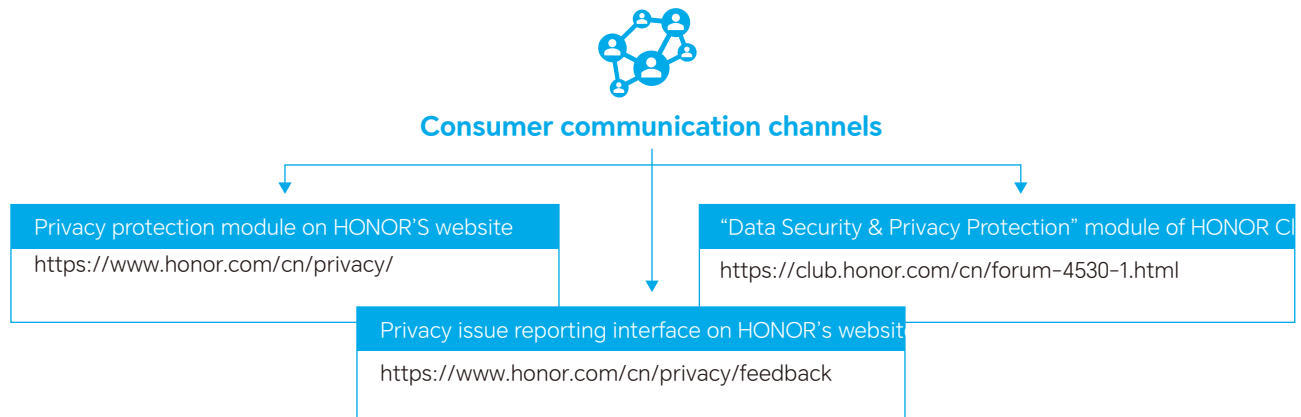 Consumer communication channels
Privacy protection module on HONOR'S website
https://www.honor.com/cn/privacy/
“Data Security & Privacy Protection” module of HONOR Cl
https://club.honor.com/cn/forum-4530-1.html
Privacy issue reporting interface on HONOR’s websit
https://www.honor.com/cn/privacy/feedback